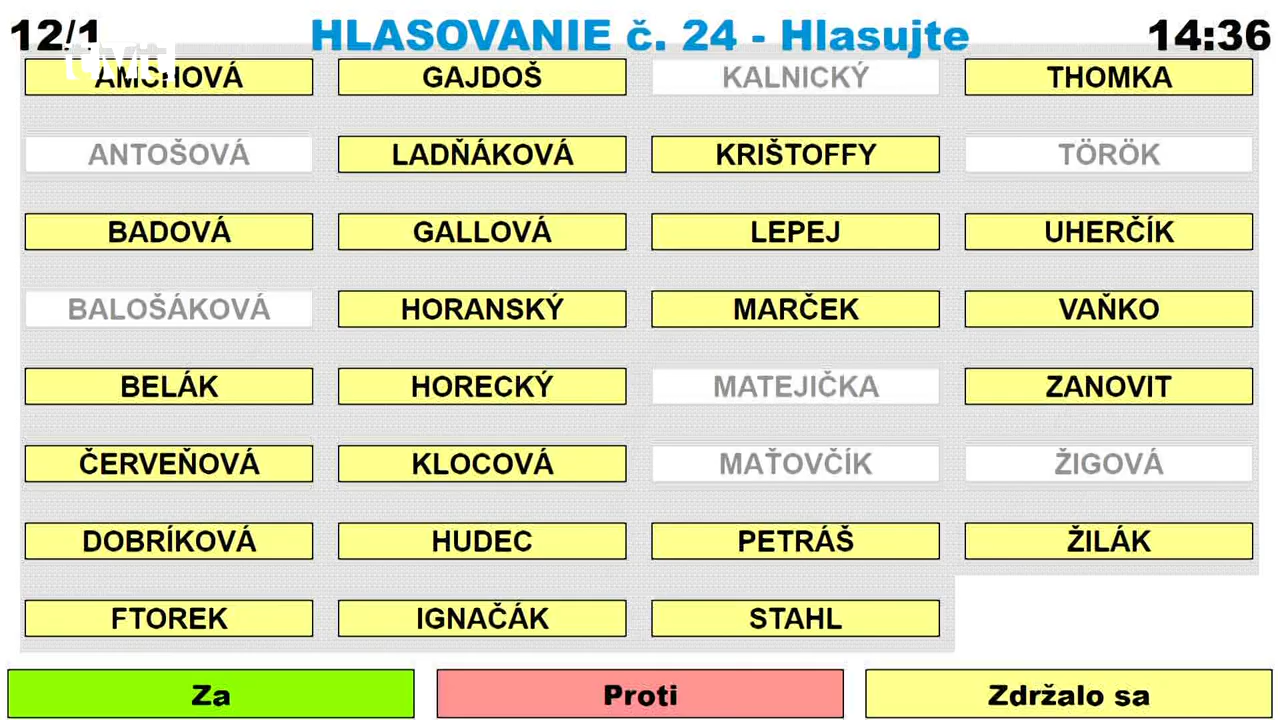 12/1 HLASOVANIE č. 24 - Hlasujte 14:36
AMCHOVÁ GAJDOŠ KALNICKÝ THOMKA
ANTOŠOVÁ LADŇÁKOVÁ KRIŠTOFFY TÖRÖK
BADOVÁ GALLOVÁ LEPEJ UHERČÍK
BALOŠÁKOVÁ HORANSKÝ MARČEK VAŇKO
BELÁK HORECKÝ MATEJIČKA ZANOVIT
ČERVEŇOVÁ KLOCOVÁ MAŤOVČÍK ŽIGOVÁ
DOBRÍKOVÁ HUDEC PETRÁŠ ŽILÁK
FTOREK IGNAČÁK STAHL
Za Proti Zdržalo sa